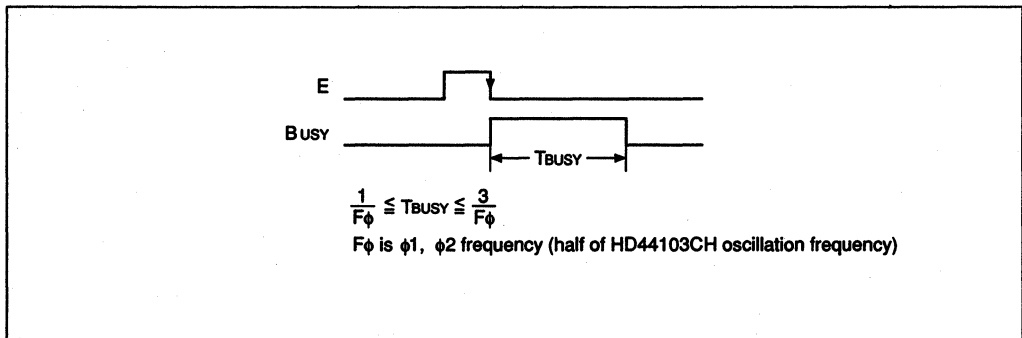 E
BUSY
TBUSY
1/Fφ ≦ TBUSY ≦ 3/Fφ
Fφ is φ1, φ2 frequency (half of HD44103CH oscillation frequency)